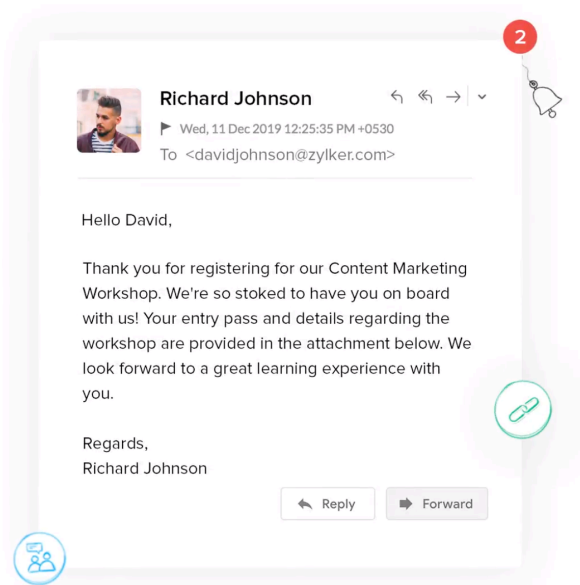 2
Richard Johnson
Wed, 11 Dec 2019 12:25:35 PM +0530
To <davidjohnson@zylker.com>
Hello David,
Thank you for registering for our Content Marketing
Workshop. We're so stoked to have you on board
with us! Your entry pass and details regarding the
workshop are provided in the attachment below. We
look forward to a great learning experience with
you.
Regards,
Richard Johnson
Reply Forward